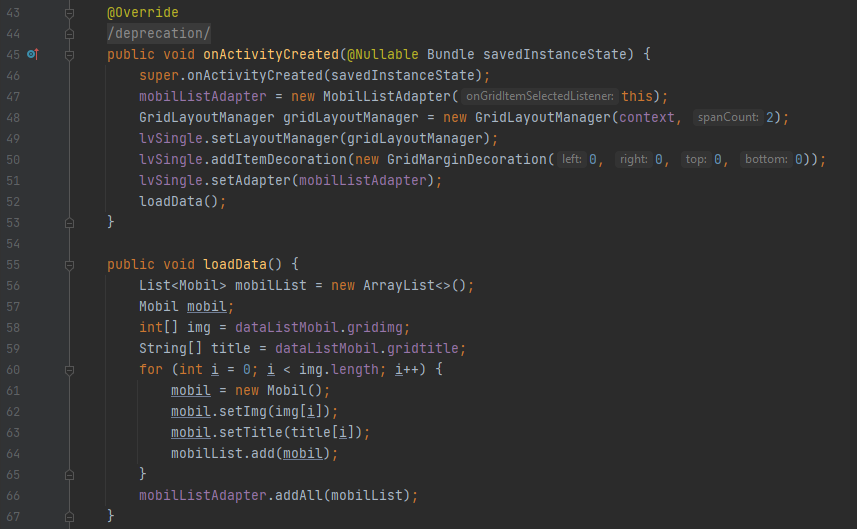 43 @Override
44 /deprecation/
45 public void onActivityCreated(@Nullable Bundle savedInstanceState) {
46 super.onActivityCreated(savedInstanceState);
47 mobilListAdapter = new MobilListAdapter( onGridItemSelectedListener: this);
48 GridLayoutManager gridLayoutManager = new GridLayoutManager(context, spanCount: 2);
49 lvSingle.setLayoutManager(gridLayoutManager);
50 lvSingle.addItemDecoration(new GridMarginDecoration( left: 0, right: 0, top: 0, bottom: 0));
51 lvSingle.setAdapter(mobilListAdapter);
52 loadData();
53 }
54
55 public void loadData() {
56 List<Mobil> mobilList = new ArrayList<>();
57 Mobil mobil;
58 int[] img = dataListMobil.gridimg;
59 String[] title = dataListMobil.gridtitle;
60 for (int i = 0; i < img.length; i++) {
61 mobil = new Mobil();
62 mobil.setImg(img[i]);
63 mobil.setTitle(title[i]);
64 mobilList.add(mobil);
65 }
66 mobilListAdapter.addAll(mobilList);
67 }